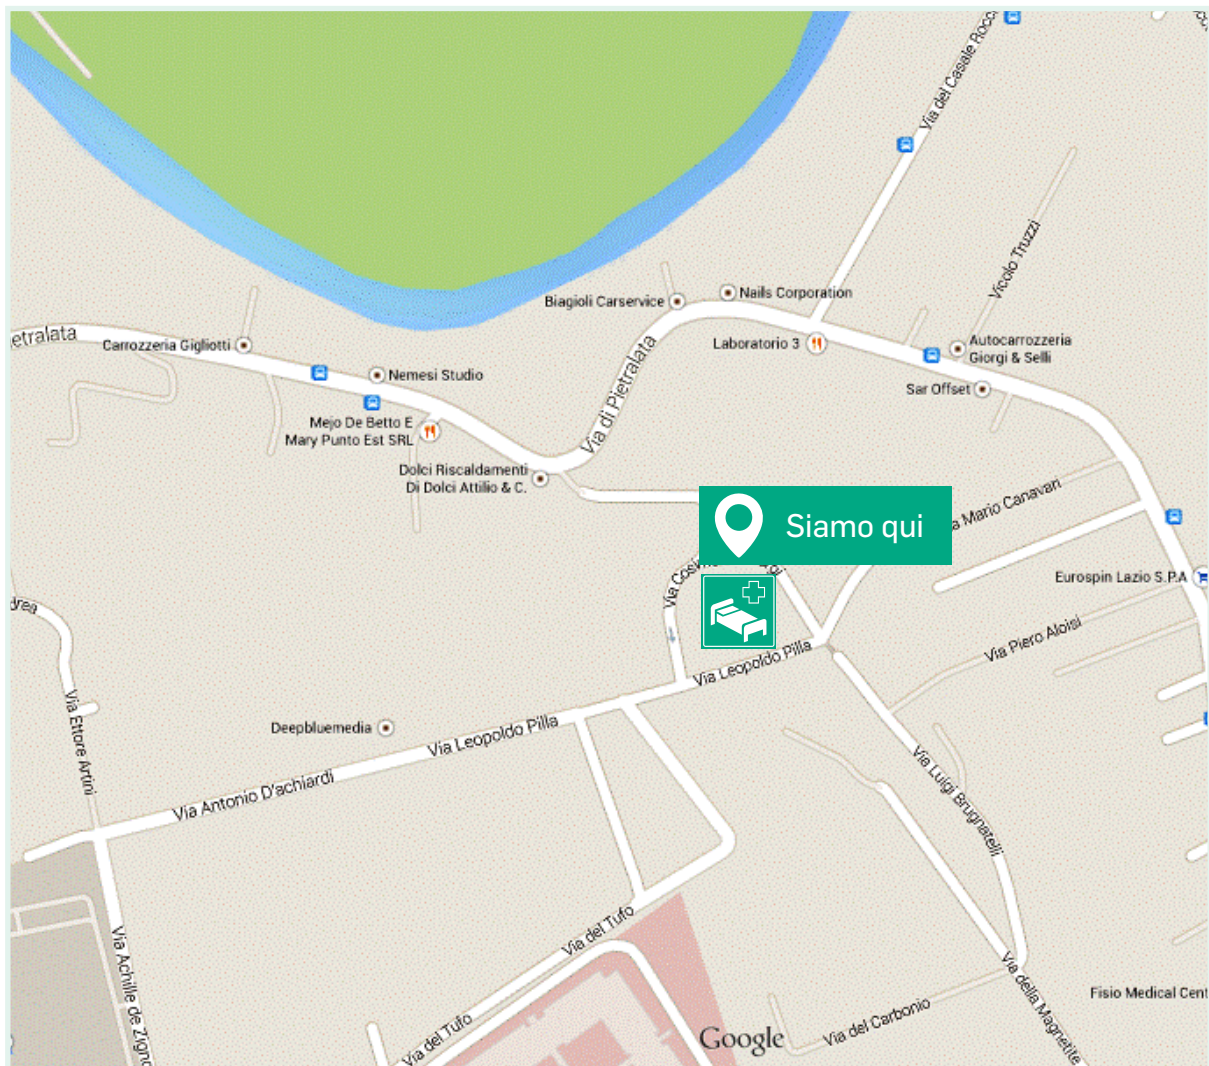 Via del Casale Rocc
Vicolo Truzzi
Biagioli Carservice
Nails Corporation
Laboratorio 3
Autocarrozzeria
Giorgi & Selli
Sar Offset
etralata
Carrozzeria Gigliotti
Nemesi Studio
Mejo De Betto E
Mary Punto Est SRL
Via di Pietralata
Dolci Riscaldamenti
Di Dolci Attilio & C.
Siamo qui
a Mario Canavari
Eurospin Lazio S.P.A
Via Piero Aloisi
Via Leopoldo Pilla
drea
Via Ettore Artini
Deepbluemedia
Via Leopoldo Pilla
Via Antonio D'achiardi
Via Luigi Brugnatelli
Via del Tufo
Via Achille de Zigno
Via della Magnetite
Fisio Medical Cent
Via del Carbonio
Via del Tufo
Google